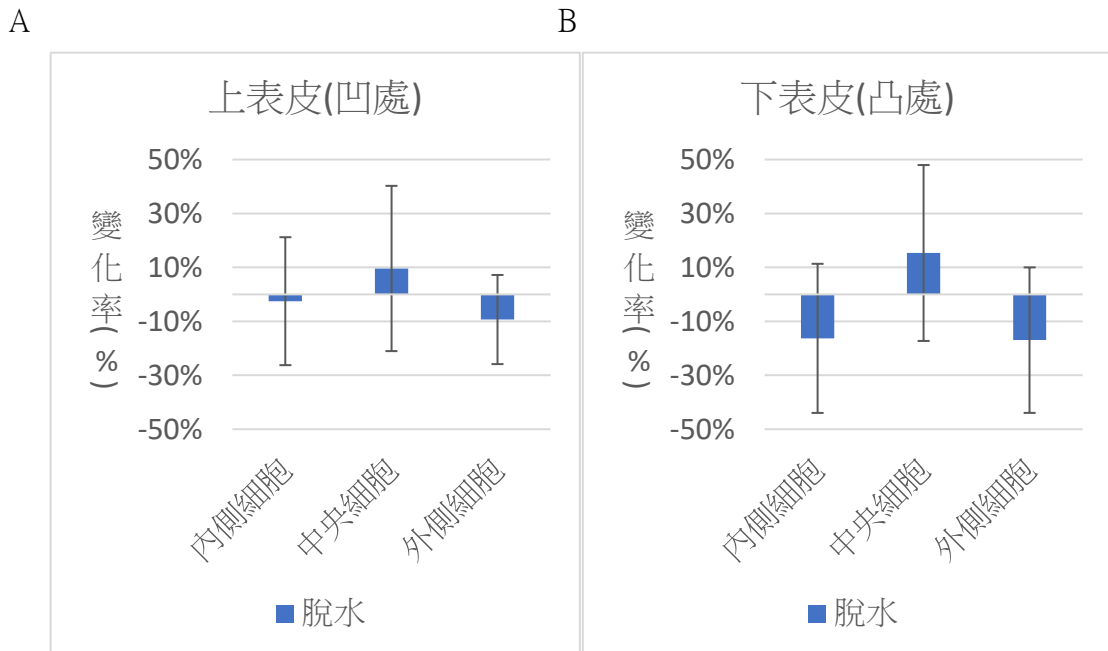 A
B
上表皮(凹處)
50%
30%
10%
-10%
-30%
-50%
變化率(%)
內側細胞
中央細胞
外側細胞
脫水
下表皮(凸處)
50%
30%
10%
-10%
-30%
-50%
變化率(%)
內側細胞
中央細胞
外側細胞
脫水